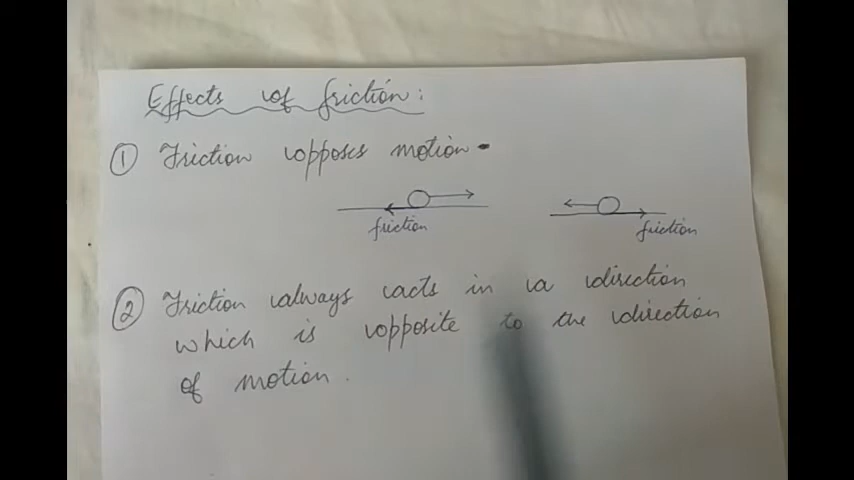 Effects of friction:
① Friction opposes motion.
friction
friction
② Friction always acts in a direction
which is opposite to the direction
of motion.